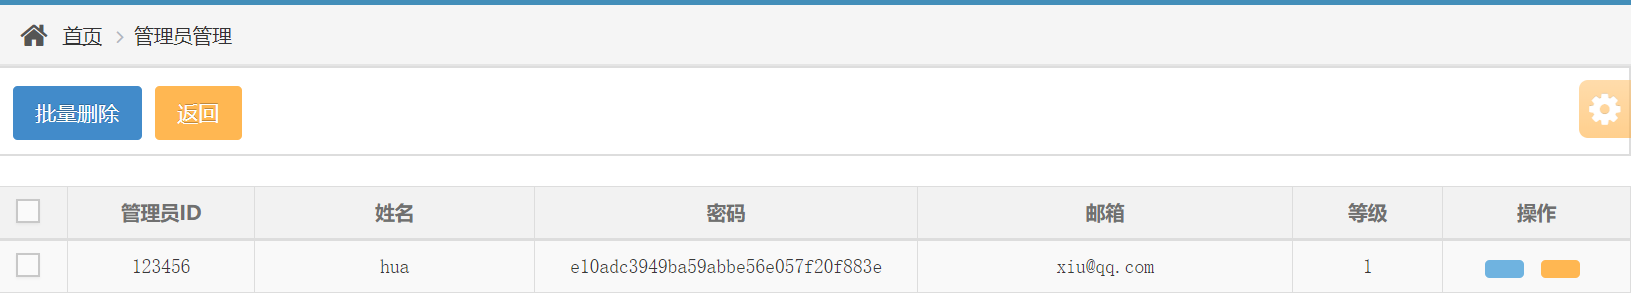 首页 > 管理员管理
批量删除 返回
管理员ID 姓名 密码 邮箱 等级 操作
123456 hua e10adc3949ba59abbe56e057f20f883e xiu@qq.com 1